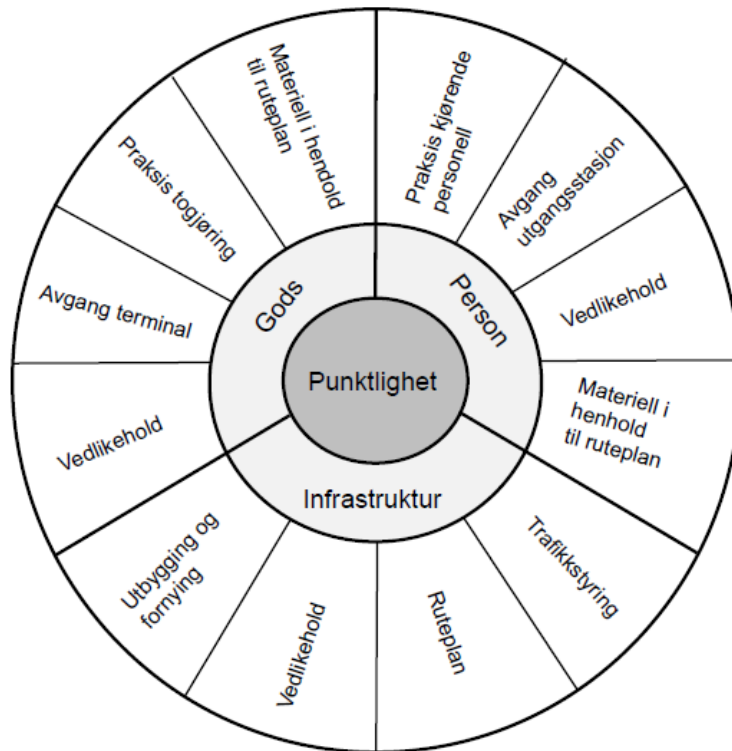 Punktlighet
Gods
Person
Infrastruktur
Materiell i hendold
til ruteplan
Praksis kjørende
personell
Avgang
utgangsstasjon
Vedlikehold
Materiell i
henhold
til ruteplan
Trafikkstyring
Ruteplan
Vedlikehold
Utbygging og
fornying
Vedlikehold
Avgang terminal
Praksis togjøring